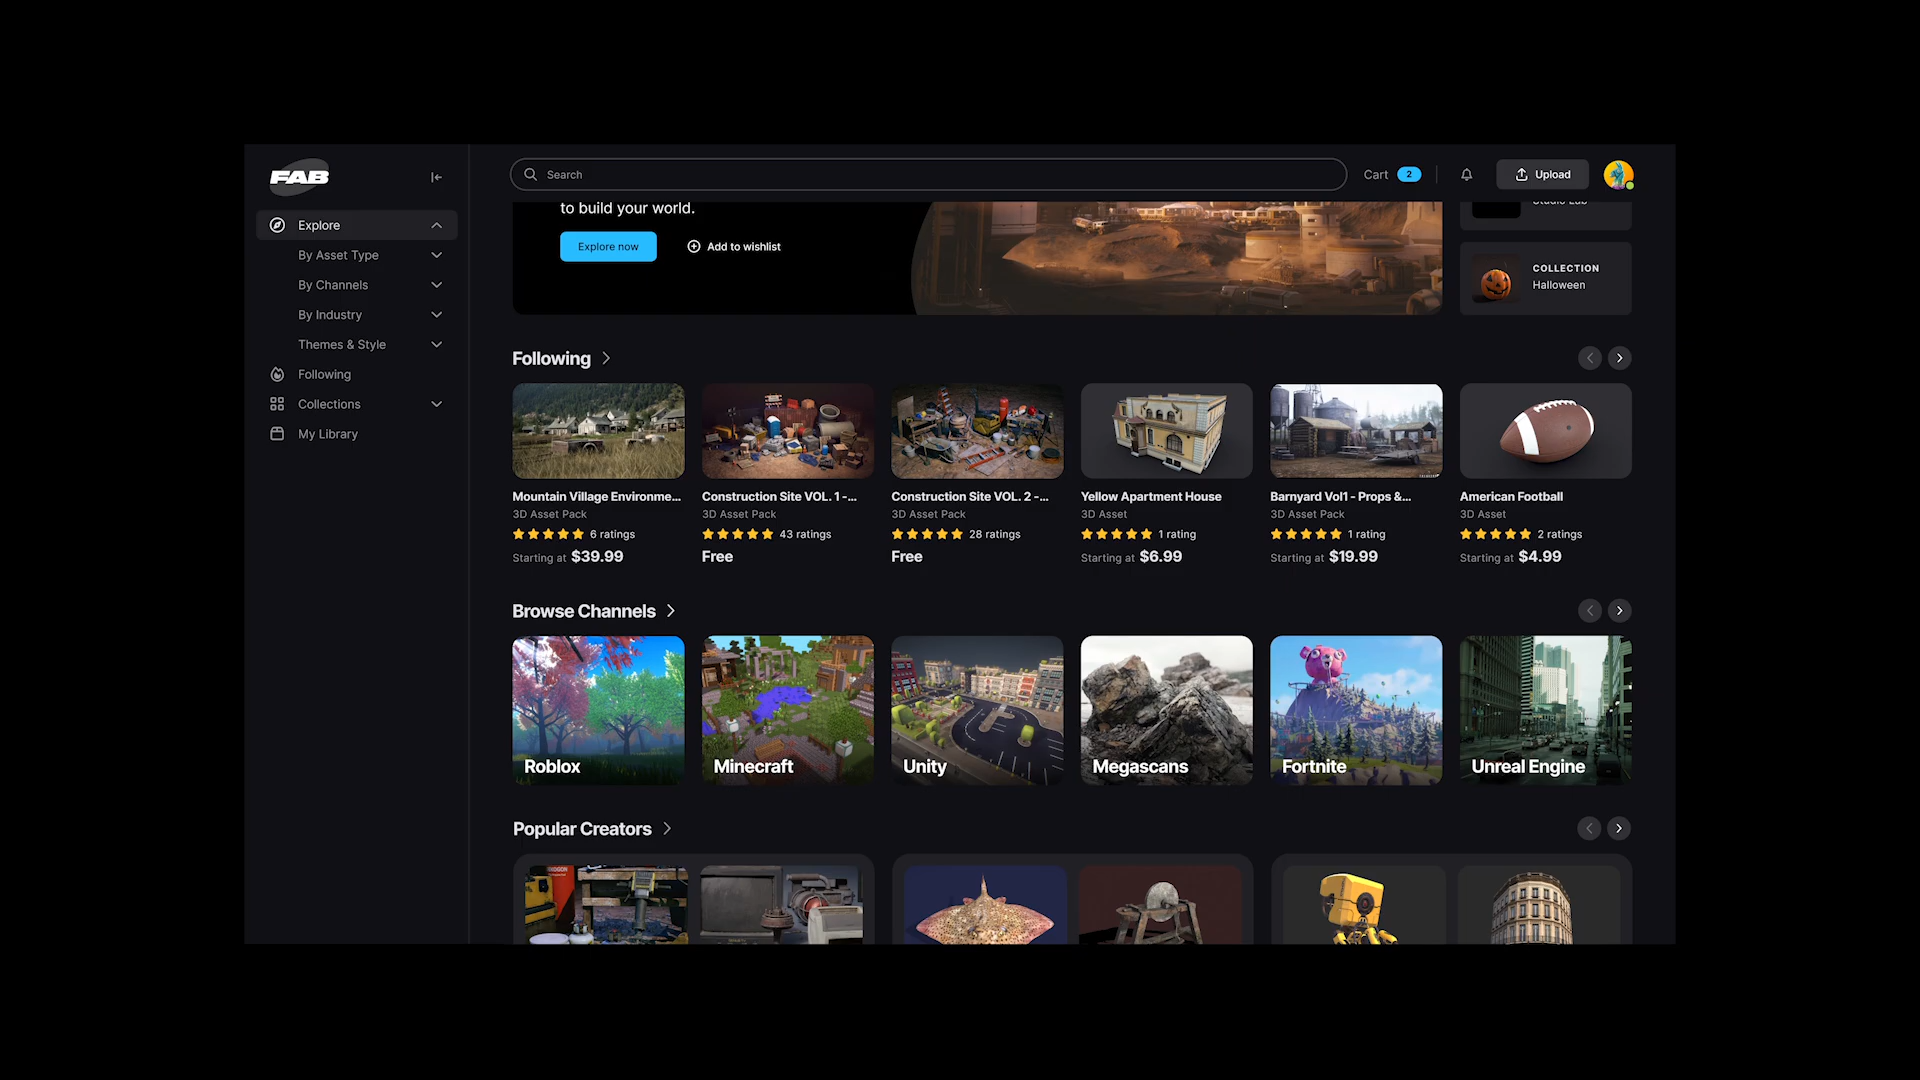 FAB
Search
Cart 2
Upload
Explore
By Asset Type
By Channels
By Industry
Themes & Style
Following
Collections
My Library
to build your world.
Explore now
Add to wishlist
Studio Lab
COLLECTION
Halloween
Following
Mountain Village Environme...
3D Asset Pack
6 ratings
Starting at $39.99
Construction Site VOL. 1 -...
3D Asset Pack
43 ratings
Free
Construction Site VOL. 2 -...
3D Asset Pack
28 ratings
Free
Yellow Apartment House
3D Asset
1 rating
Starting at $6.99
Barnyard Vol1 - Props &...
3D Asset Pack
1 rating
Starting at $19.99
American Football
3D Asset
2 ratings
Starting at $4.99
Browse Channels
Roblox
Minecraft
Unity
Megascans
Fortnite
Unreal Engine
Popular Creators